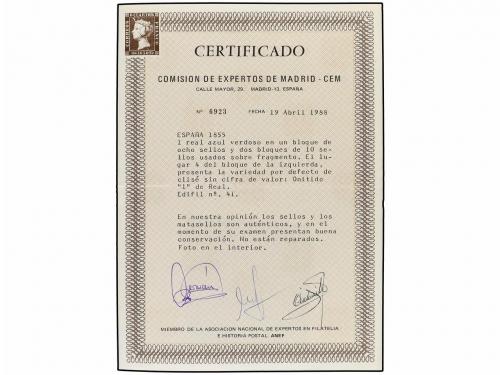 CERTIFICADO
COMISION DE EXPERTOS DE MADRID - CEM
CALLE MAYOR, 29. MADRID-13, ESPAÑA
Nº 6923 FECHA 19 Abril 1988
ESPAÑA 1855
1 real azul verdoso en un bloque de
ocho sellos y dos bloques de 10 se-
llos usados sobre fragmento. El lu-
gar 4 del bloque de la izquierda,
presenta la variedad por defecto de
clisé sin cifra de valor: Omitido
"1" de Real.
Edifil nº. 4i.
En nuestra opinión los sellos y los
matasellos son auténticos, y en el
momento de su examen presentan buena
conservación. No están reparados.
Foto en el interior.
MIEMBRO DE LA ASOCIACION NACIONAL DE EXPERTOS EN FILATELIA
E HISTORIA POSTAL. ANEF